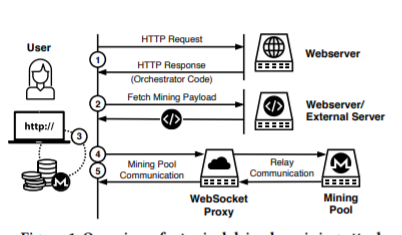 User
HTTP Request
Webserver
1
HTTP Response
(Orchestrator Code)
2
Fetch Mining Payload
Webserver/
External Server
http://
3
4
5
Mining Pool
Communication
Relay
Communication
WebSocket
Proxy
Mining
Pool